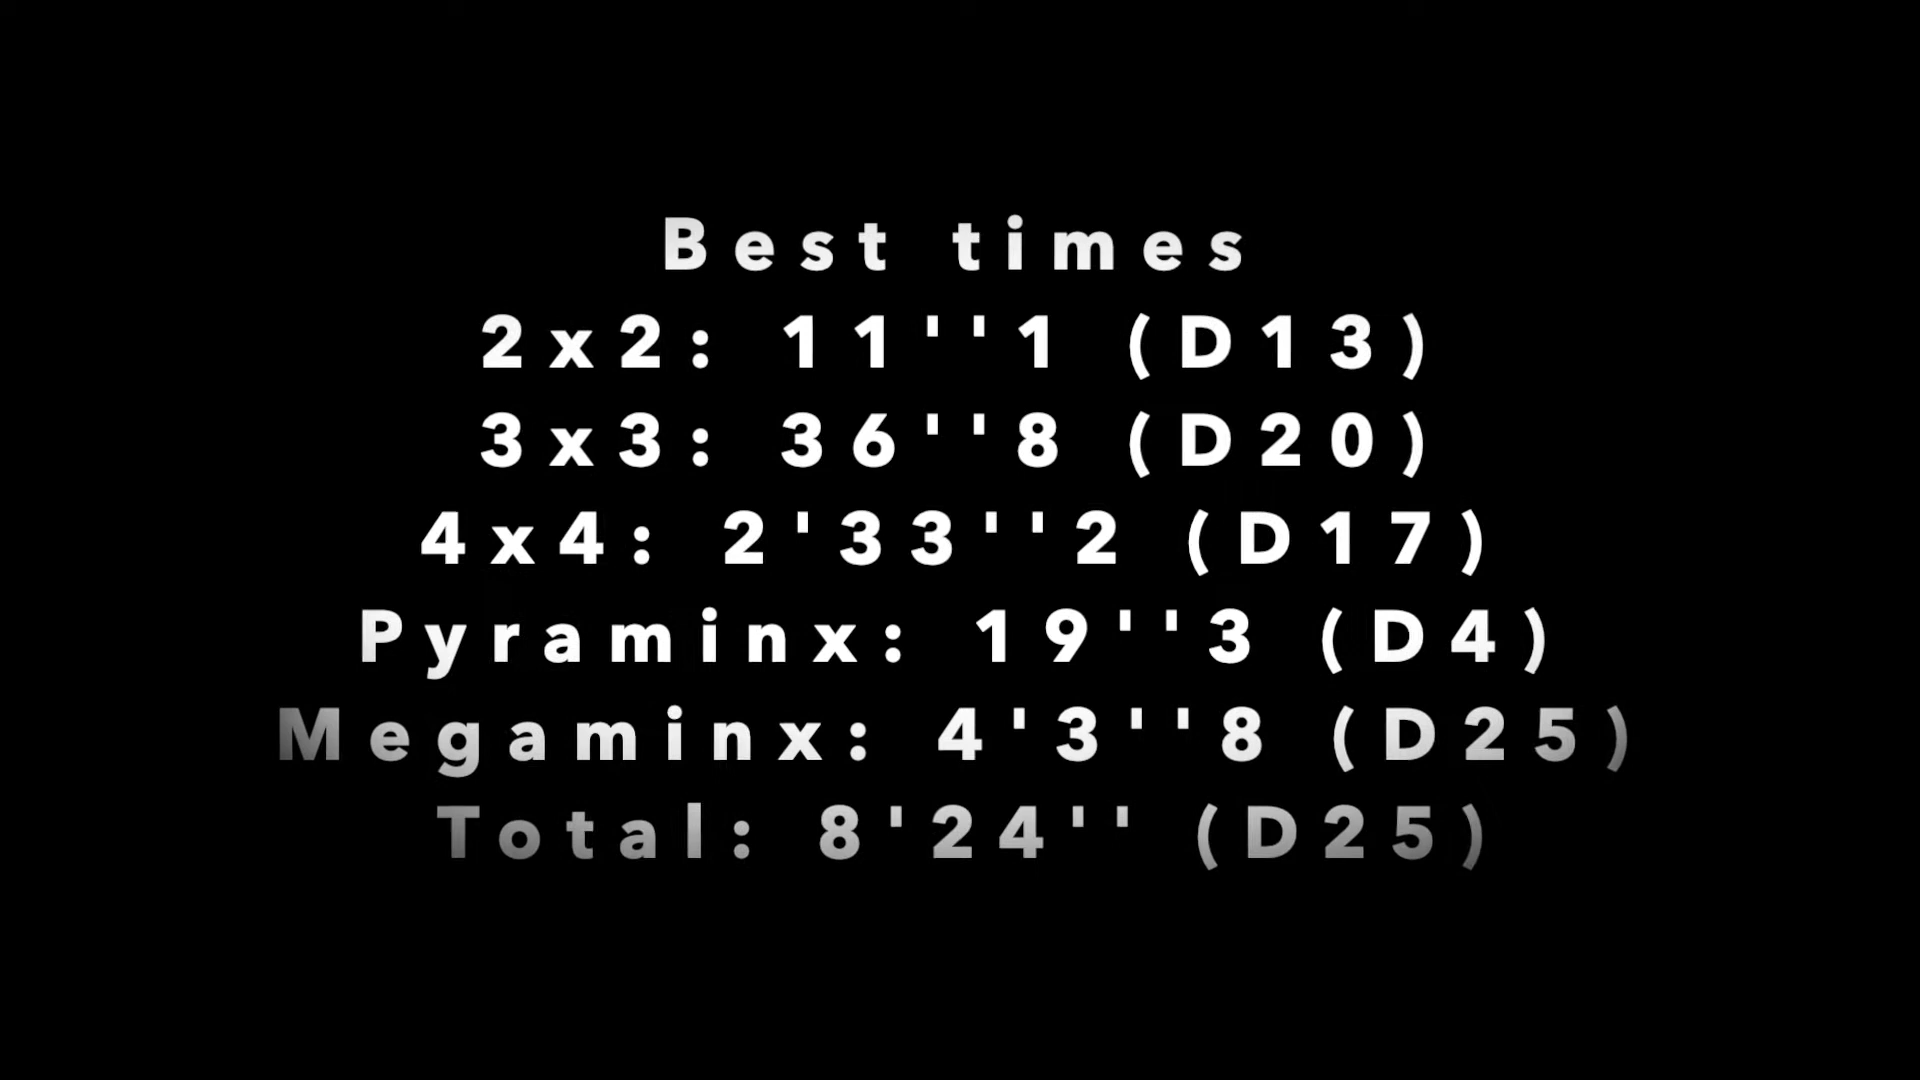 Best times
2x2: 11''1 (D13)
3x3: 36''8 (D20)
4x4: 2'33''2 (D17)
Pyraminx: 19''3 (D4)
Megaminx: 4'3''8 (D25)
Total: 8'24'' (D25)